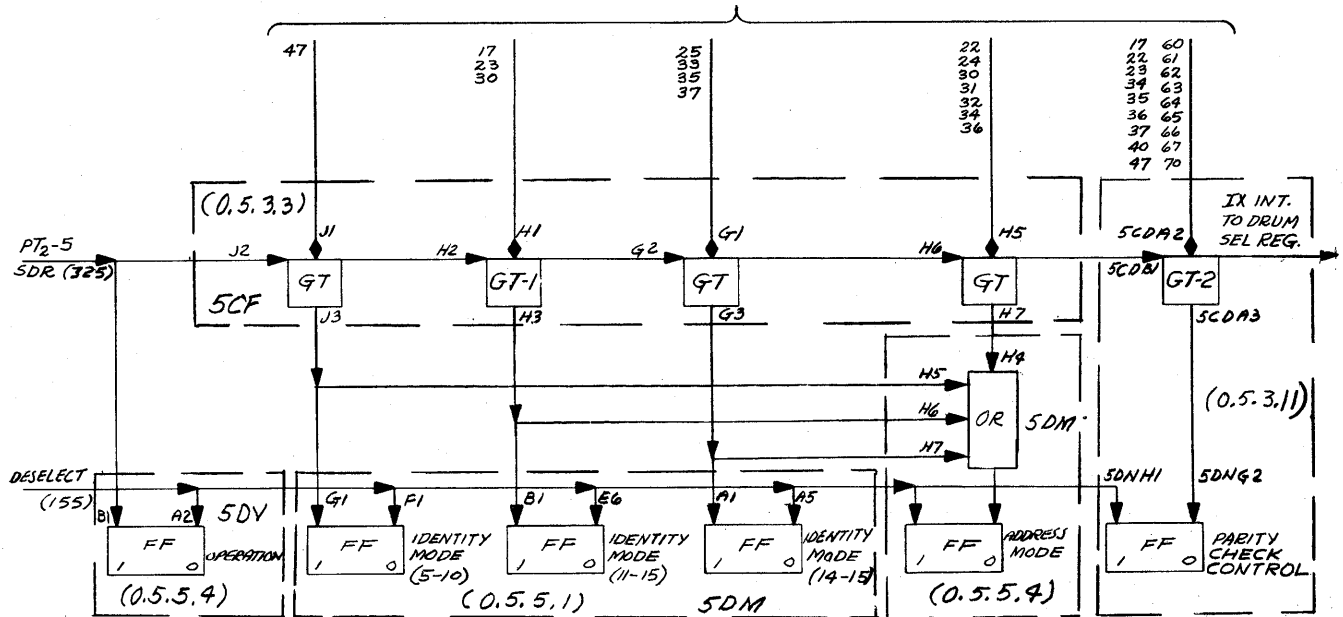 47
17
23
30
25
33
35
37
22
24
30
31
32
34
36
17 60
22 61
23 62
34 63
35 64
36 65
37 66
40 67
47 70
(0.5.3.3)
IX INT.
TO DRUM
SEL REG.
PT2-5
SDR (325)
J2
J1
GT
J3
H2
H1
GT-1
H3
G2
G1
GT
G3
H6
H5
GT
H7
5CDA2
5CDB1
GT-2
5CDA3
5CF
H4
H5
H6
H7
OR
5DM
(0.5.3.11)
DESELECT
(155)
B1
A2
5DV
G1
F1
B1
E6
A1
A5
5DNH1
5DNG2
FF
1 0
OPERATION
FF
1 0
IDENTITY
MODE
(5-10)
FF
1 0
IDENTITY
MODE
(11-15)
FF
1 0
IDENTITY
MODE
(14-15)
FF
1 0
ADDRESS
MODE
FF
1 0
PARITY
CHECK
CONTROL
(0.5.5.4)
(0.5.5.1)
5DM
(0.5.5.4)